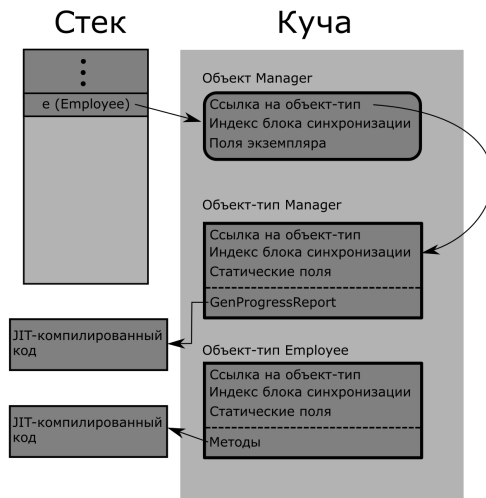 Стек
Куча
e (Employee)
Объект Manager
Ссылка на объект-тип
Индекс блока синхронизации
Поля экземпляра
Объект-тип Manager
Ссылка на объект-тип
Индекс блока синхронизации
Статические поля
GenProgressReport
JIT-компилированный
код
Объект-тип Employee
Ссылка на объект-тип
Индекс блока синхронизации
Статические поля
Методы
JIT-компилированный
код